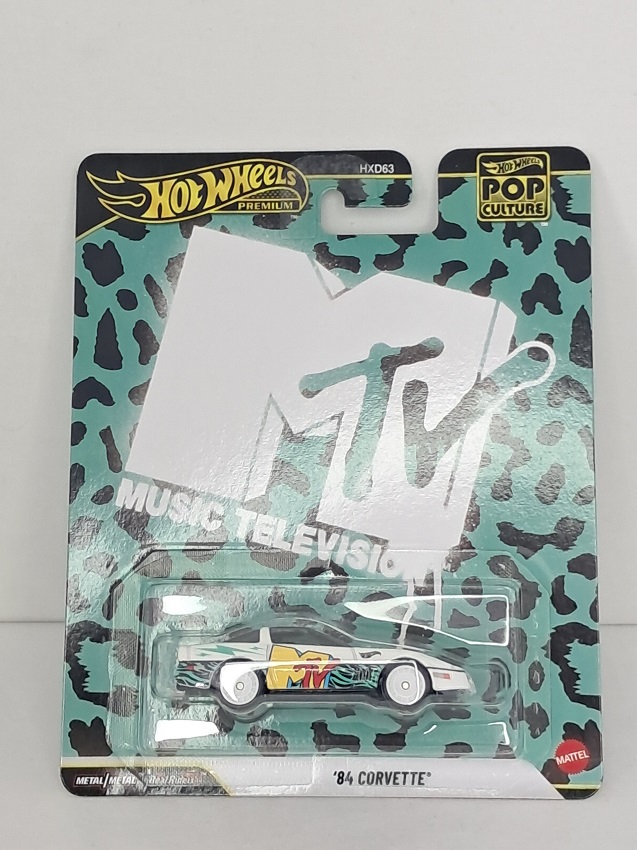 HOT WHEELS
PREMIUM
HXD63
HOT WHEELS
POP
CULTURE
™
MTV
MUSIC TELEVISION
MTV
METAL/METAL
Real Riders
'84 CORVETTE®
MATTEL